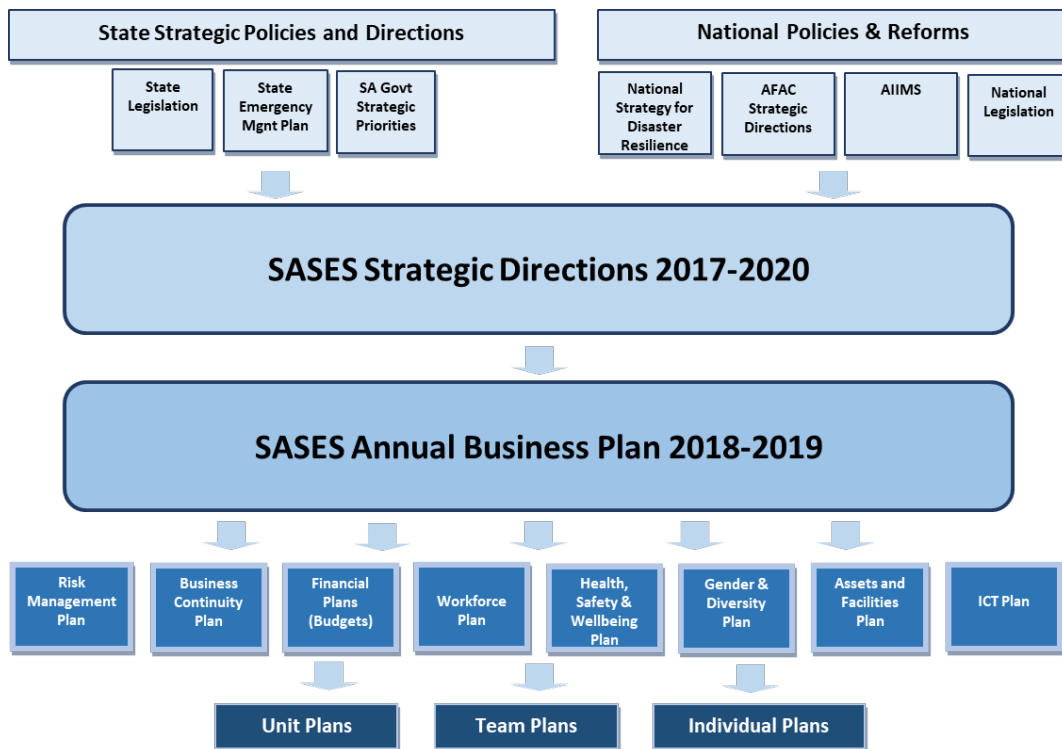 State Strategic Policies and Directions
National Policies & Reforms
State
Legislation
State
Emergency
Mgnt Plan
SA Govt
Strategic
Priorities
National
Strategy for
Disaster
Resilience
AFAC
Strategic
Directions
AIIMS
National
Legislation
SASES Strategic Directions 2017-2020
SASES Annual Business Plan 2018-2019
Risk
Management
Plan
Business
Continuity
Plan
Financial
Plans
(Budgets)
Workforce
Plan
Health,
Safety &
Wellbeing
Plan
Gender &
Diversity
Plan
Assets and
Facilities
Plan
ICT Plan
Unit Plans
Team Plans
Individual Plans